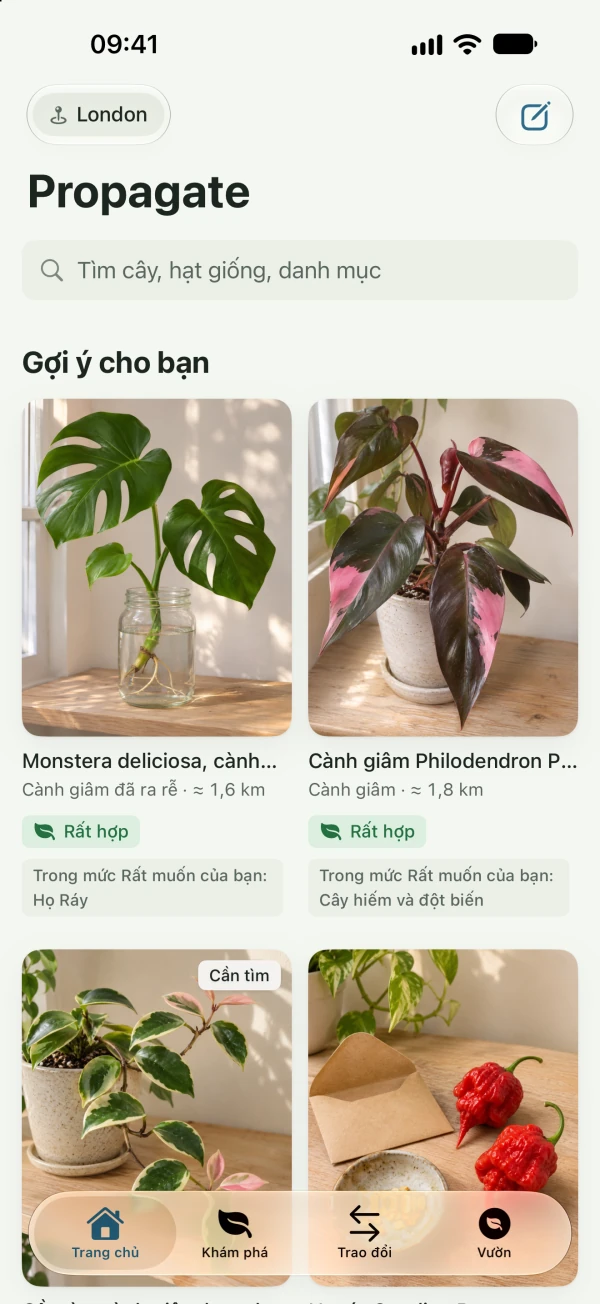 09:41
London
Propagate
Tìm cây, hạt giống, danh mục
Gợi ý cho bạn
Monstera deliciosa, cành...
Cành giâm Philodendron P...
Cành giâm đã ra rễ · ≈ 1,6 km
Cành giâm · ≈ 1,8 km
Rất hợp
Rất hợp
Trong mức Rất muốn của bạn:
Họ Ráy
Trong mức Rất muốn của bạn:
Cây hiếm và đột biến
Cần tìm
Trang chủ
Khám phá
Trao đổi
Vườn